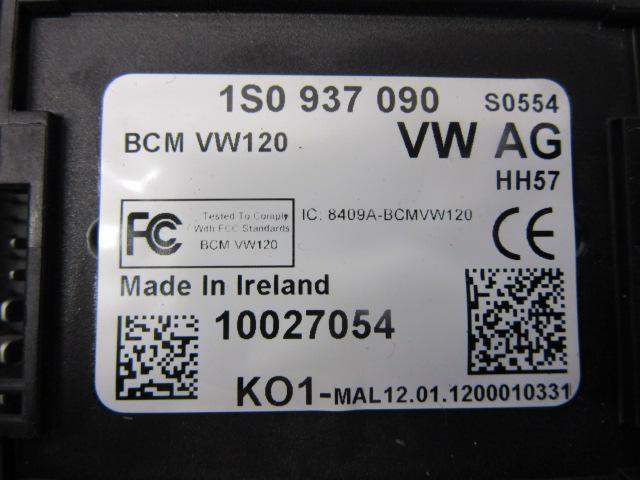 1S0 937 090 S0554
BCM VW120 VW AG
HH57
FC Tested To Comply
With FCC Standards
BCM VW120
IC. 8409A-BCMVW120
CE
Made In Ireland
10027054
KO1-MAL12.01.1200010331